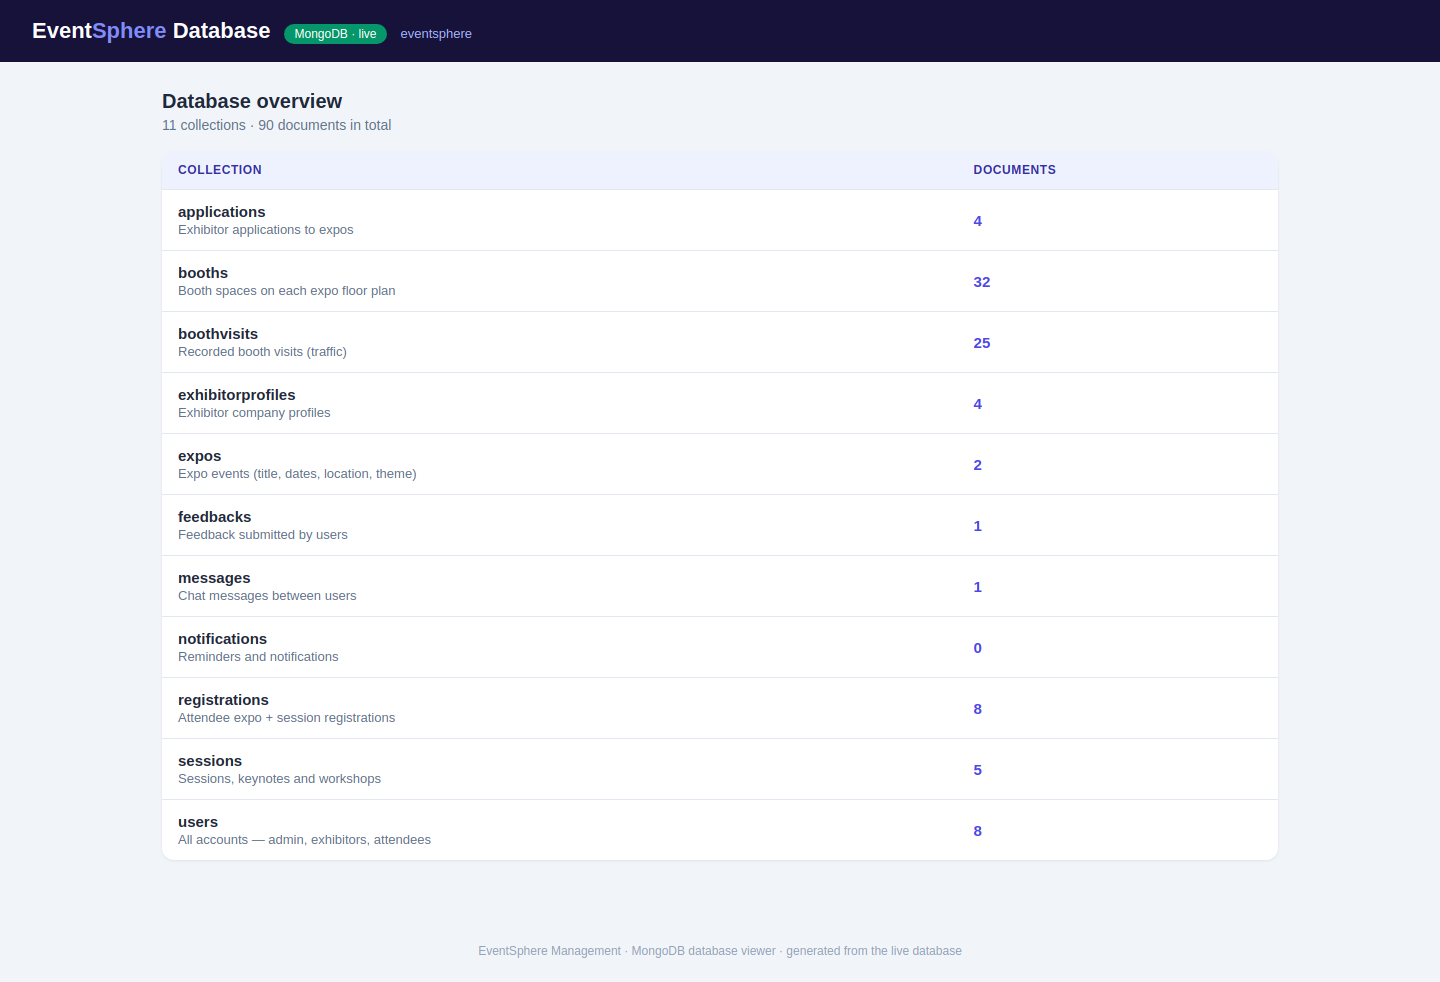 EventSphere Database MongoDB · live eventsphere
Database overview
11 collections · 90 documents in total
COLLECTION DOCUMENTS
applications
Exhibitor applications to expos
4
booths
Booth spaces on each expo floor plan
32
boothvisits
Recorded booth visits (traffic)
25
exhibitorprofiles
Exhibitor company profiles
4
expos
Expo events (title, dates, location, theme)
2
feedbacks
Feedback submitted by users
1
messages
Chat messages between users
1
notifications
Reminders and notifications
0
registrations
Attendee expo + session registrations
8
sessions
Sessions, keynotes and workshops
5
users
All accounts — admin, exhibitors, attendees
8
EventSphere Management · MongoDB database viewer · generated from the live database